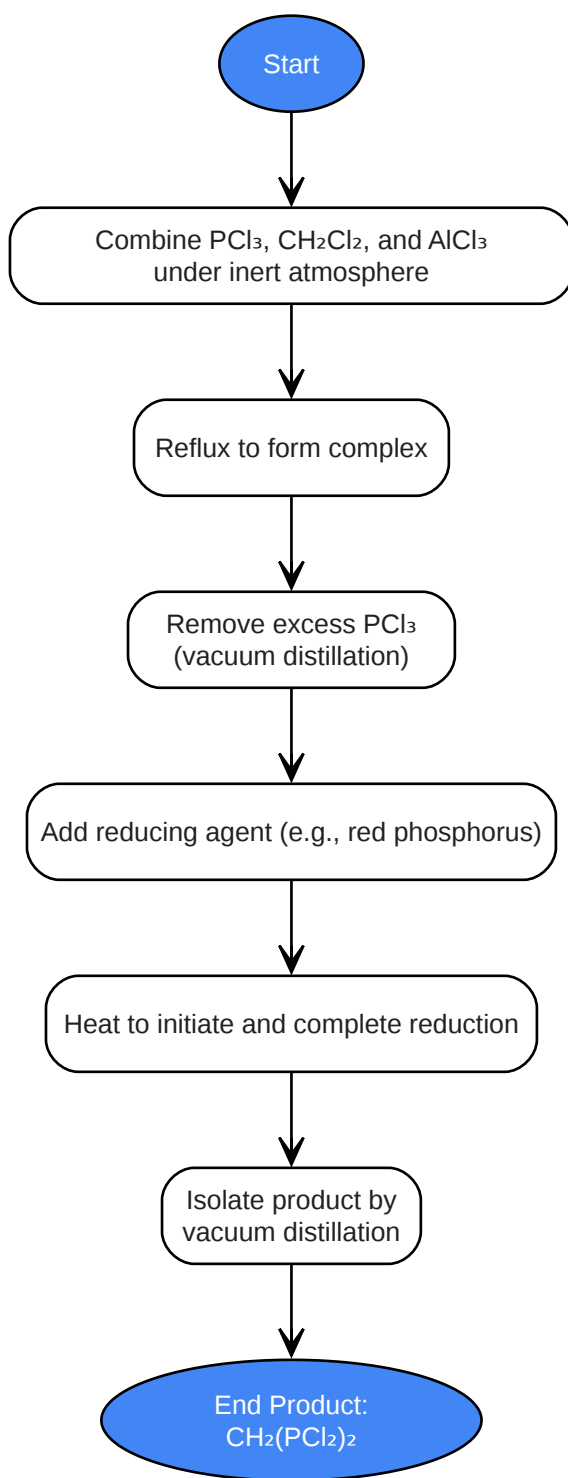 Start
Combine PCl₃, CH₂Cl₂, and AlCl₃
under inert atmosphere
Reflux to form complex
Remove excess PCl₃
(vacuum distillation)
Add reducing agent (e.g., red phosphorus)
Heat to initiate and complete reduction
Isolate product by
vacuum distillation
End Product:
CH₂(PCl₂)₂